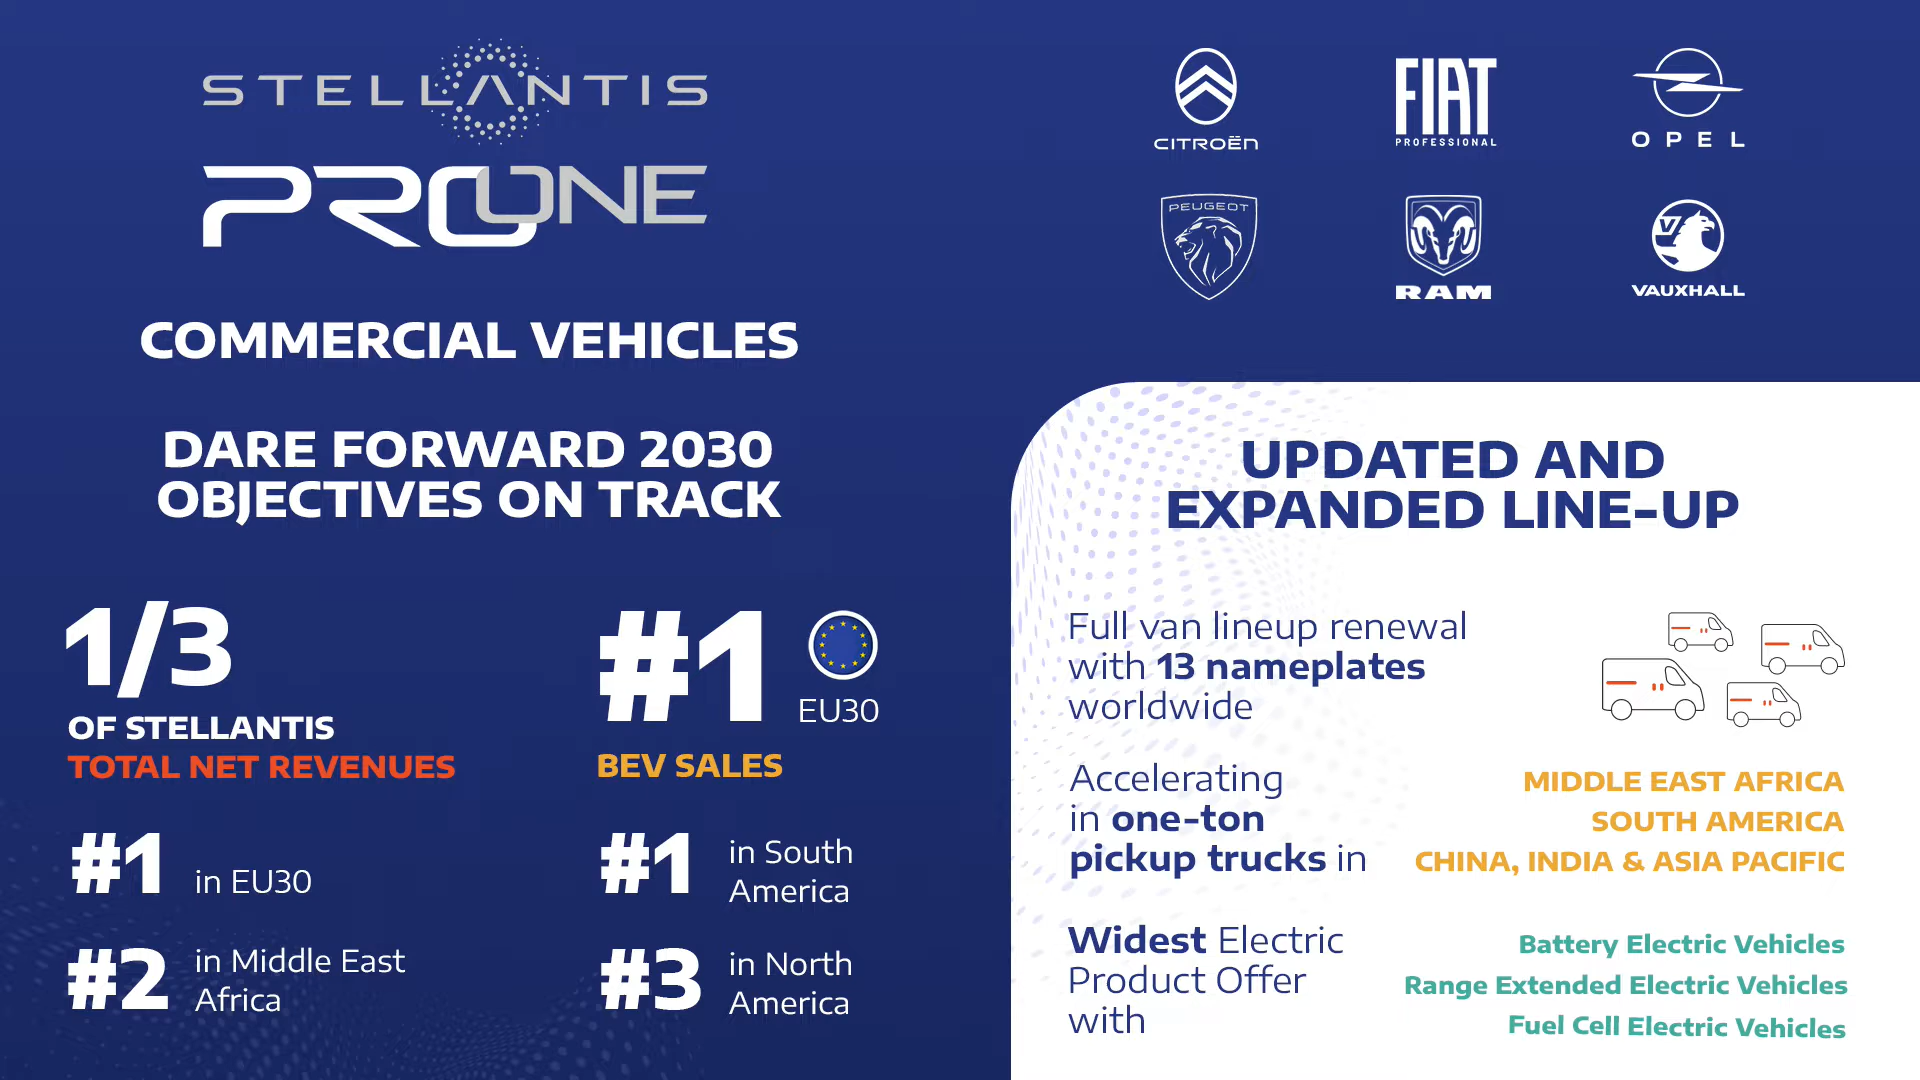 STELLANTIS
PRO ONE
COMMERCIAL VEHICLES
DARE FORWARD 2030
OBJECTIVES ON TRACK
1/3
OF STELLANTIS
TOTAL NET REVENUES
#1
EU30
BEV SALES
#1 in EU30
#1 in South
America
#2 in Middle East
Africa
#3 in North
America
CITROËN
FIAT
PROFESSIONAL
OPEL
PEUGEOT
RAM
V
VAUXHALL
UPDATED AND
EXPANDED LINE-UP
Full van lineup renewal
with 13 nameplates
worldwide
Accelerating
in one-ton
pickup trucks in
MIDDLE EAST AFRICA
SOUTH AMERICA
CHINA, INDIA & ASIA PACIFIC
Widest Electric
Product Offer
with
Battery Electric Vehicles
Range Extended Electric Vehicles
Fuel Cell Electric Vehicles